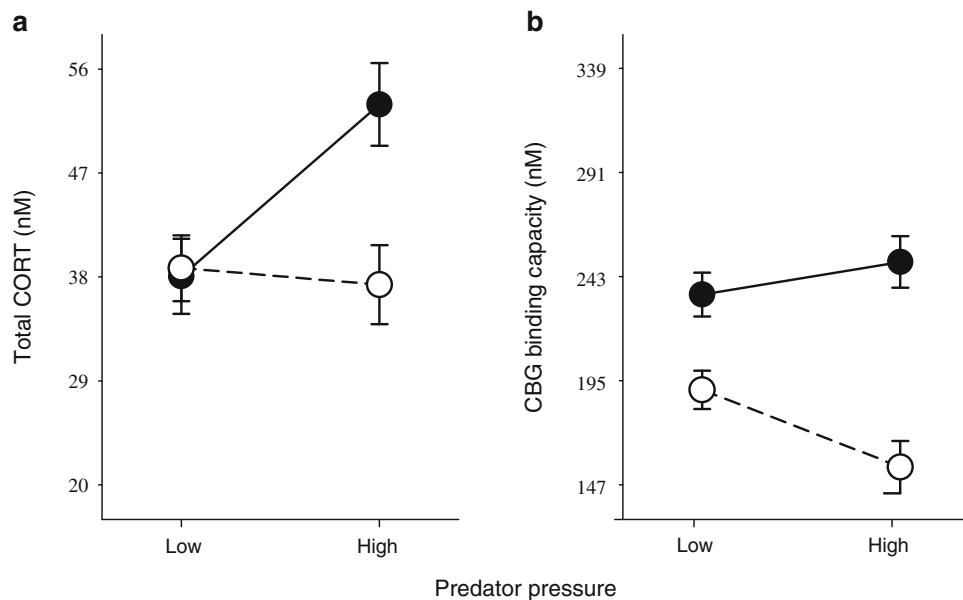 a
b
Total CORT (nM)
56
47
38
29
20
Low
High
CBG binding capacity (nM)
339
291
243
195
147
Low
High
Predator pressure